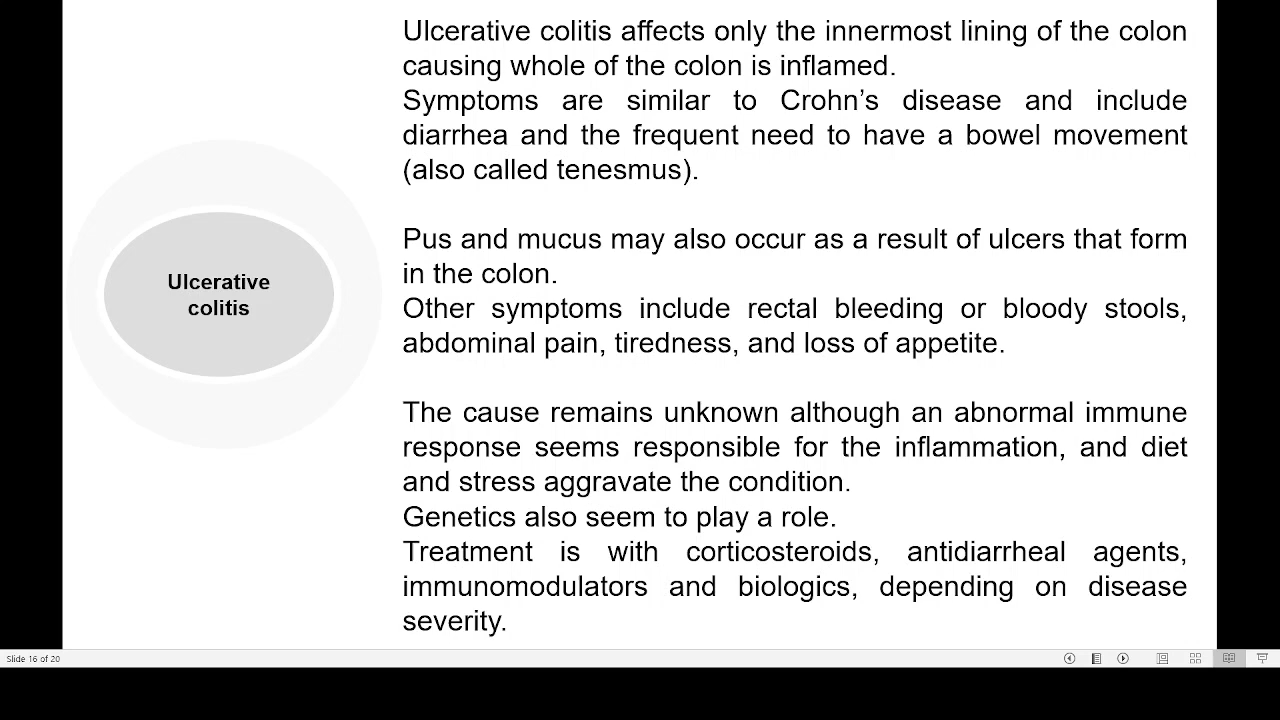 Ulcerative colitis affects only the innermost lining of the colon
causing whole of the colon is inflamed.
Symptoms are similar to Crohn’s disease and include
diarrhea and the frequent need to have a bowel movement
(also called tenesmus).
Pus and mucus may also occur as a result of ulcers that form
in the colon.
Other symptoms include rectal bleeding or bloody stools,
abdominal pain, tiredness, and loss of appetite.
The cause remains unknown although an abnormal immune
response seems responsible for the inflammation, and diet
and stress aggravate the condition.
Genetics also seem to play a role.
Treatment is with corticosteroids, antidiarrheal agents,
immunomodulators and biologics, depending on disease
severity.
Ulcerative
colitis
Slide 16 of 20